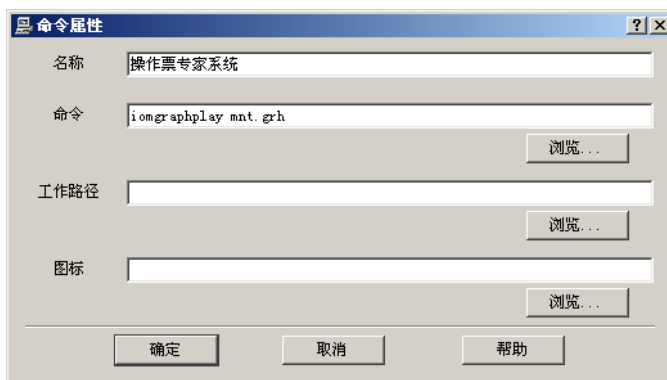 命令属性
名称 操作票专家系统
命令 iomgraphplay mnt.grh
浏览...
工作路径
浏览...
图标
浏览...
确定 取消 帮助